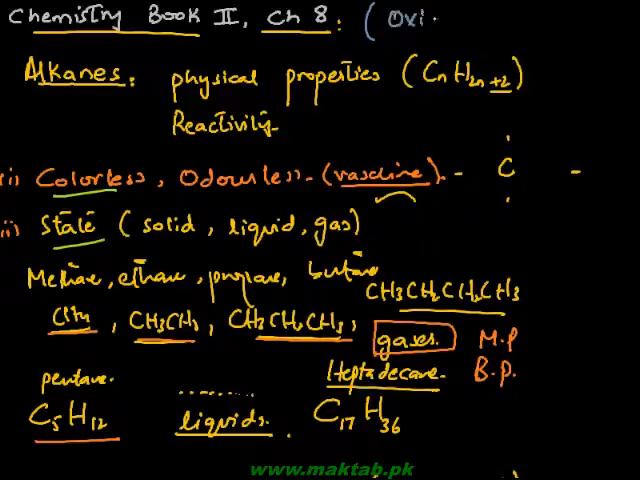 Chemistry Book II, Ch 8 : ( Oxi
Alkanes : physical properties ( CnH2n+2 )
Reactivity
(i) Colorless, Odourless - (vaseline). - C -
ii) State ( solid, liquid, gas )
Methane, ethane, propane, butane
CH3CH2CH2CH3
CH4, CH3CH3, CH3CH2CH3, gases. M.P
pentane. ........ Heptadecane. B.P.
C5H12 liquids. C17H36
www.maktab.pk